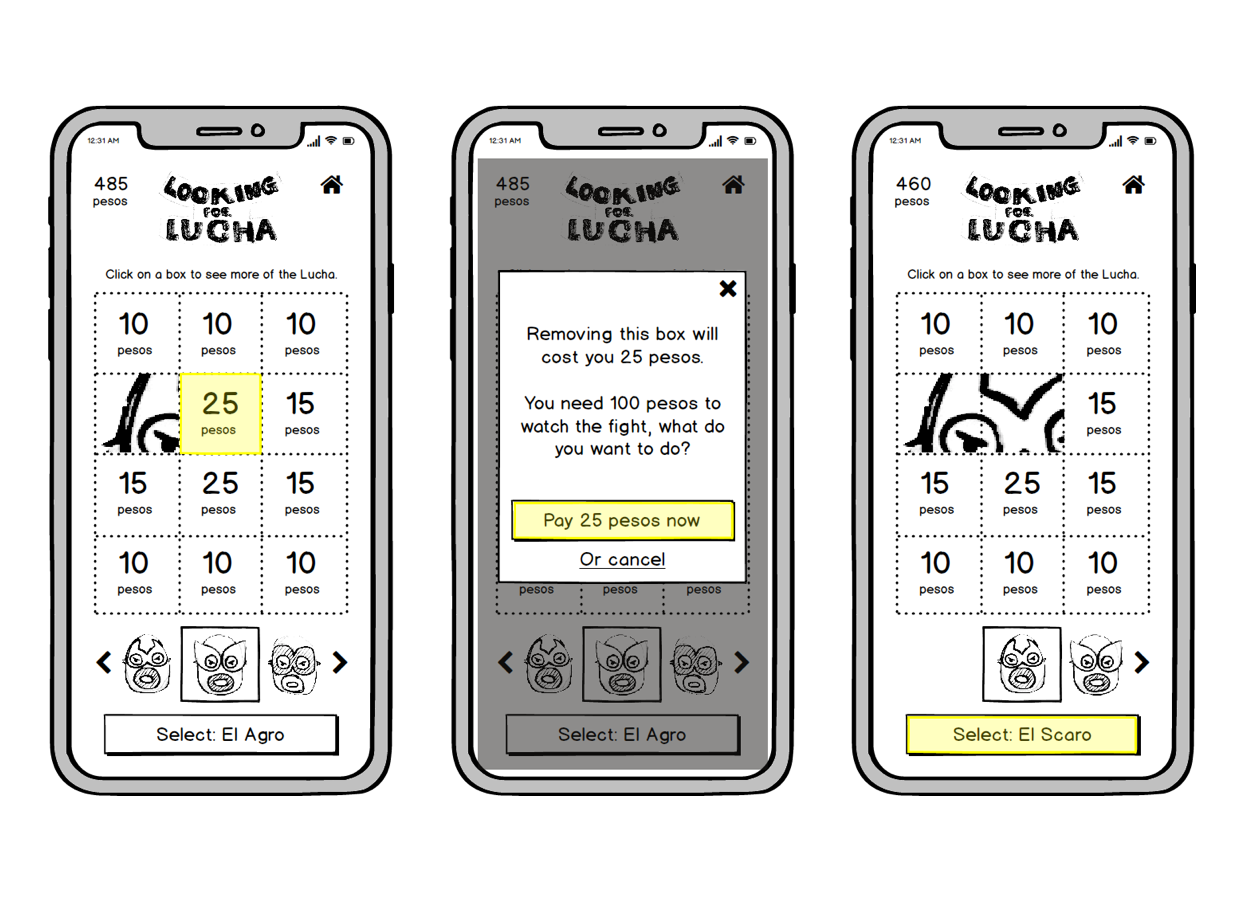 12:31 AM
485
pesos
LOOKING
FOR
LUCHA
Click on a box to see more of the Lucha.
10 10 10
pesos pesos pesos
25 15
pesos pesos
15 25 15
pesos pesos pesos
10 10 10
pesos pesos pesos
Select: El Agro
12:31 AM
485
pesos
LOOKING
FOR
LUCHA
Removing this box will
cost you 25 pesos.
You need 100 pesos to
watch the fight, what do
you want to do?
Pay 25 pesos now
Or cancel
pesos pesos pesos
Select: El Agro
12:31 AM
460
pesos
LOOKING
FOR
LUCHA
Click on a box to see more of the Lucha.
10 10 10
pesos pesos pesos
15
pesos
15 25 15
pesos pesos pesos
10 10 10
pesos pesos pesos
Select: El Scaro